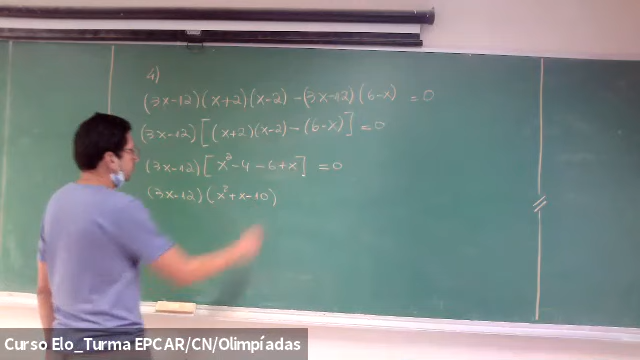 4)
(3x-12)(x+2)(x-2) - (3x-12)(6-x) = 0
(3x-12)[(x+2)(x-2) - (6-x)] = 0
(3x-12)[x² - 4 - 6 + x] = 0
(3x-12)(x² + x - 10)
Curso Elo_Turma EPCAR/CN/Olimpíadas